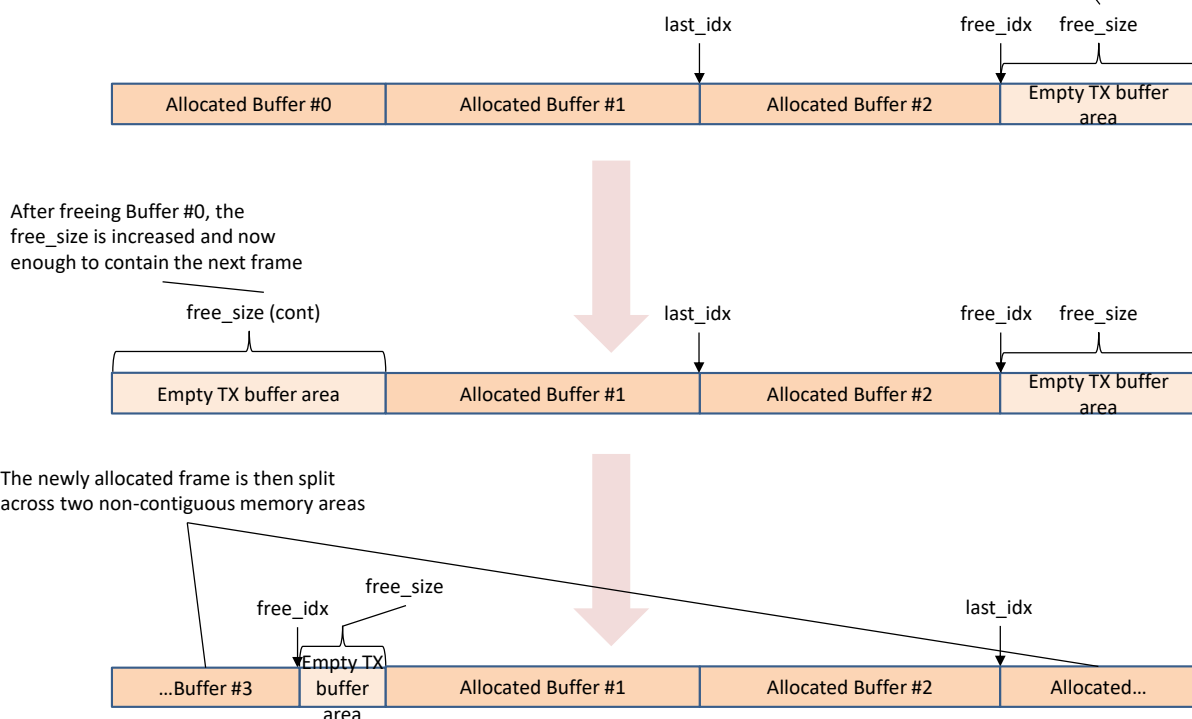 last_idx
free_idx
free_size
Allocated Buffer #0
Allocated Buffer #1
Allocated Buffer #2
Empty TX buffer
area
After freeing Buffer #0, the
free_size is increased and now
enough to contain the next frame
free_size (cont)
last_idx
free_idx
free_size
Empty TX buffer area
Allocated Buffer #1
Allocated Buffer #2
Empty TX buffer
area
The newly allocated frame is then split
across two non-contiguous memory areas
free_idx
free_size
last_idx
...Buffer #3
Empty TX
buffer
area
Allocated Buffer #1
Allocated Buffer #2
Allocated...